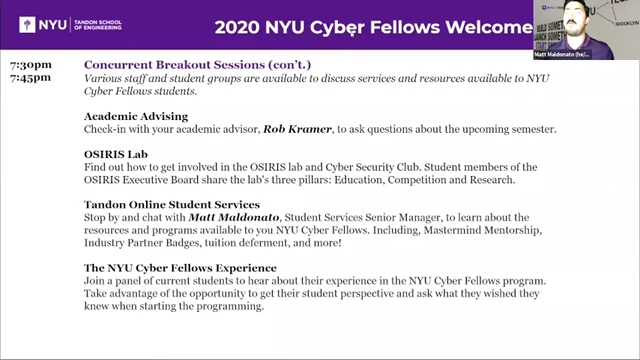 NYU TANDON SCHOOL OF ENGINEERING
2020 NYU Cyber Fellows Welcome
Matt Maldonato (he/...
BROOKLYN
7:30pm
7:45pm
Concurrent Breakout Sessions (con't.)
Various staff and student groups are available to discuss services and resources available to NYU
Cyber Fellows students.
Academic Advising
Check-in with your academic advisor, Rob Kramer, to ask questions about the upcoming semester.
OSIRIS Lab
Find out how to get involved in the OSIRIS lab and Cyber Security Club. Student members of the
OSIRIS Executive Board share the lab's three pillars: Education, Competition and Research.
Tandon Online Student Services
Stop by and chat with Matt Maldonato, Student Services Senior Manager, to learn about the
resources and programs available to you NYU Cyber Fellows. Including, Mastermind Mentorship,
Industry Partner Badges, tuition deferment, and more!
The NYU Cyber Fellows Experience
Join a panel of current students to hear about their experience in the NYU Cyber Fellows program.
Take advantage of the opportunity to get their student perspective and ask what they wished they
knew when starting the programming.